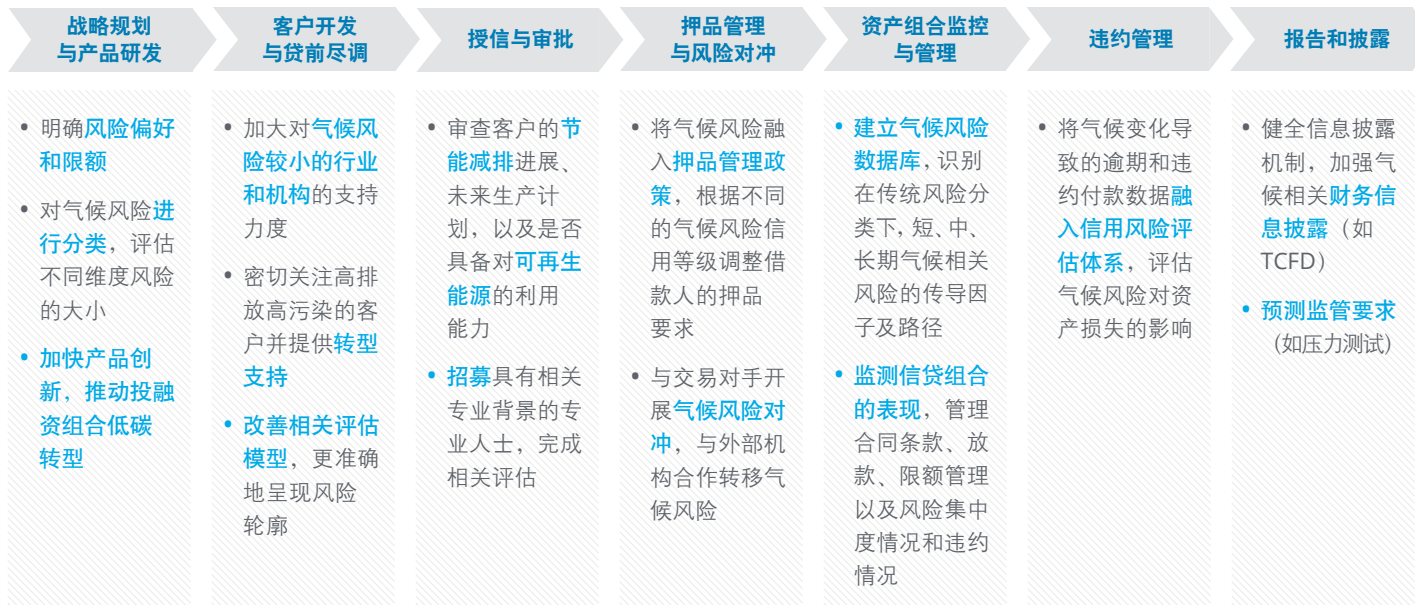 战略规划
与产品研发
客户开发
与贷前尽调
授信与审批
押品管理
与风险对冲
资产组合监控
与管理
违约管理
报告和披露
• 明确风险偏好
和限额
• 对气候风险进
行分类，评估
不同维度风险
的大小
• 加快产品创
新，推动投融
资组合低碳
转型
• 加大对气候风
险较小的行业
和机构的支持
力度
• 密切关注高排
放高污染的客
户并提供转型
支持
• 改善相关评估
模型，更准确
地呈现风险
轮廓
• 审查客户的节
能减排进展、
未来生产计
划，以及是否
具备对可再生
能源的利用
能力
• 招募具有相关
专业背景的专
业人士，完成
相关评估
• 将气候风险融
入押品管理政
策，根据不同
的气候风险信
用等级调整借
款人的押品
要求
• 与交易对手开
展气候风险对
冲，与外部机
构合作转移气
候风险
• 建立气候风险
数据库，识别
在传统风险分
类下，短、中、
长期气候相关
风险的传导因
子及路径
• 监测信贷组合
的表现，管理
合同条款、放
款、限额管理
以及风险集中
度情况和违约
情况
• 将气候变化导
致的逾期和违
约付款数据融
入信用风险评
估体系，评估
气候风险对资
产损失的影响
• 健全信息披露
机制，加强气
候相关财务信
息披露（如
TCFD）
• 预测监管要求
（如压力测试）